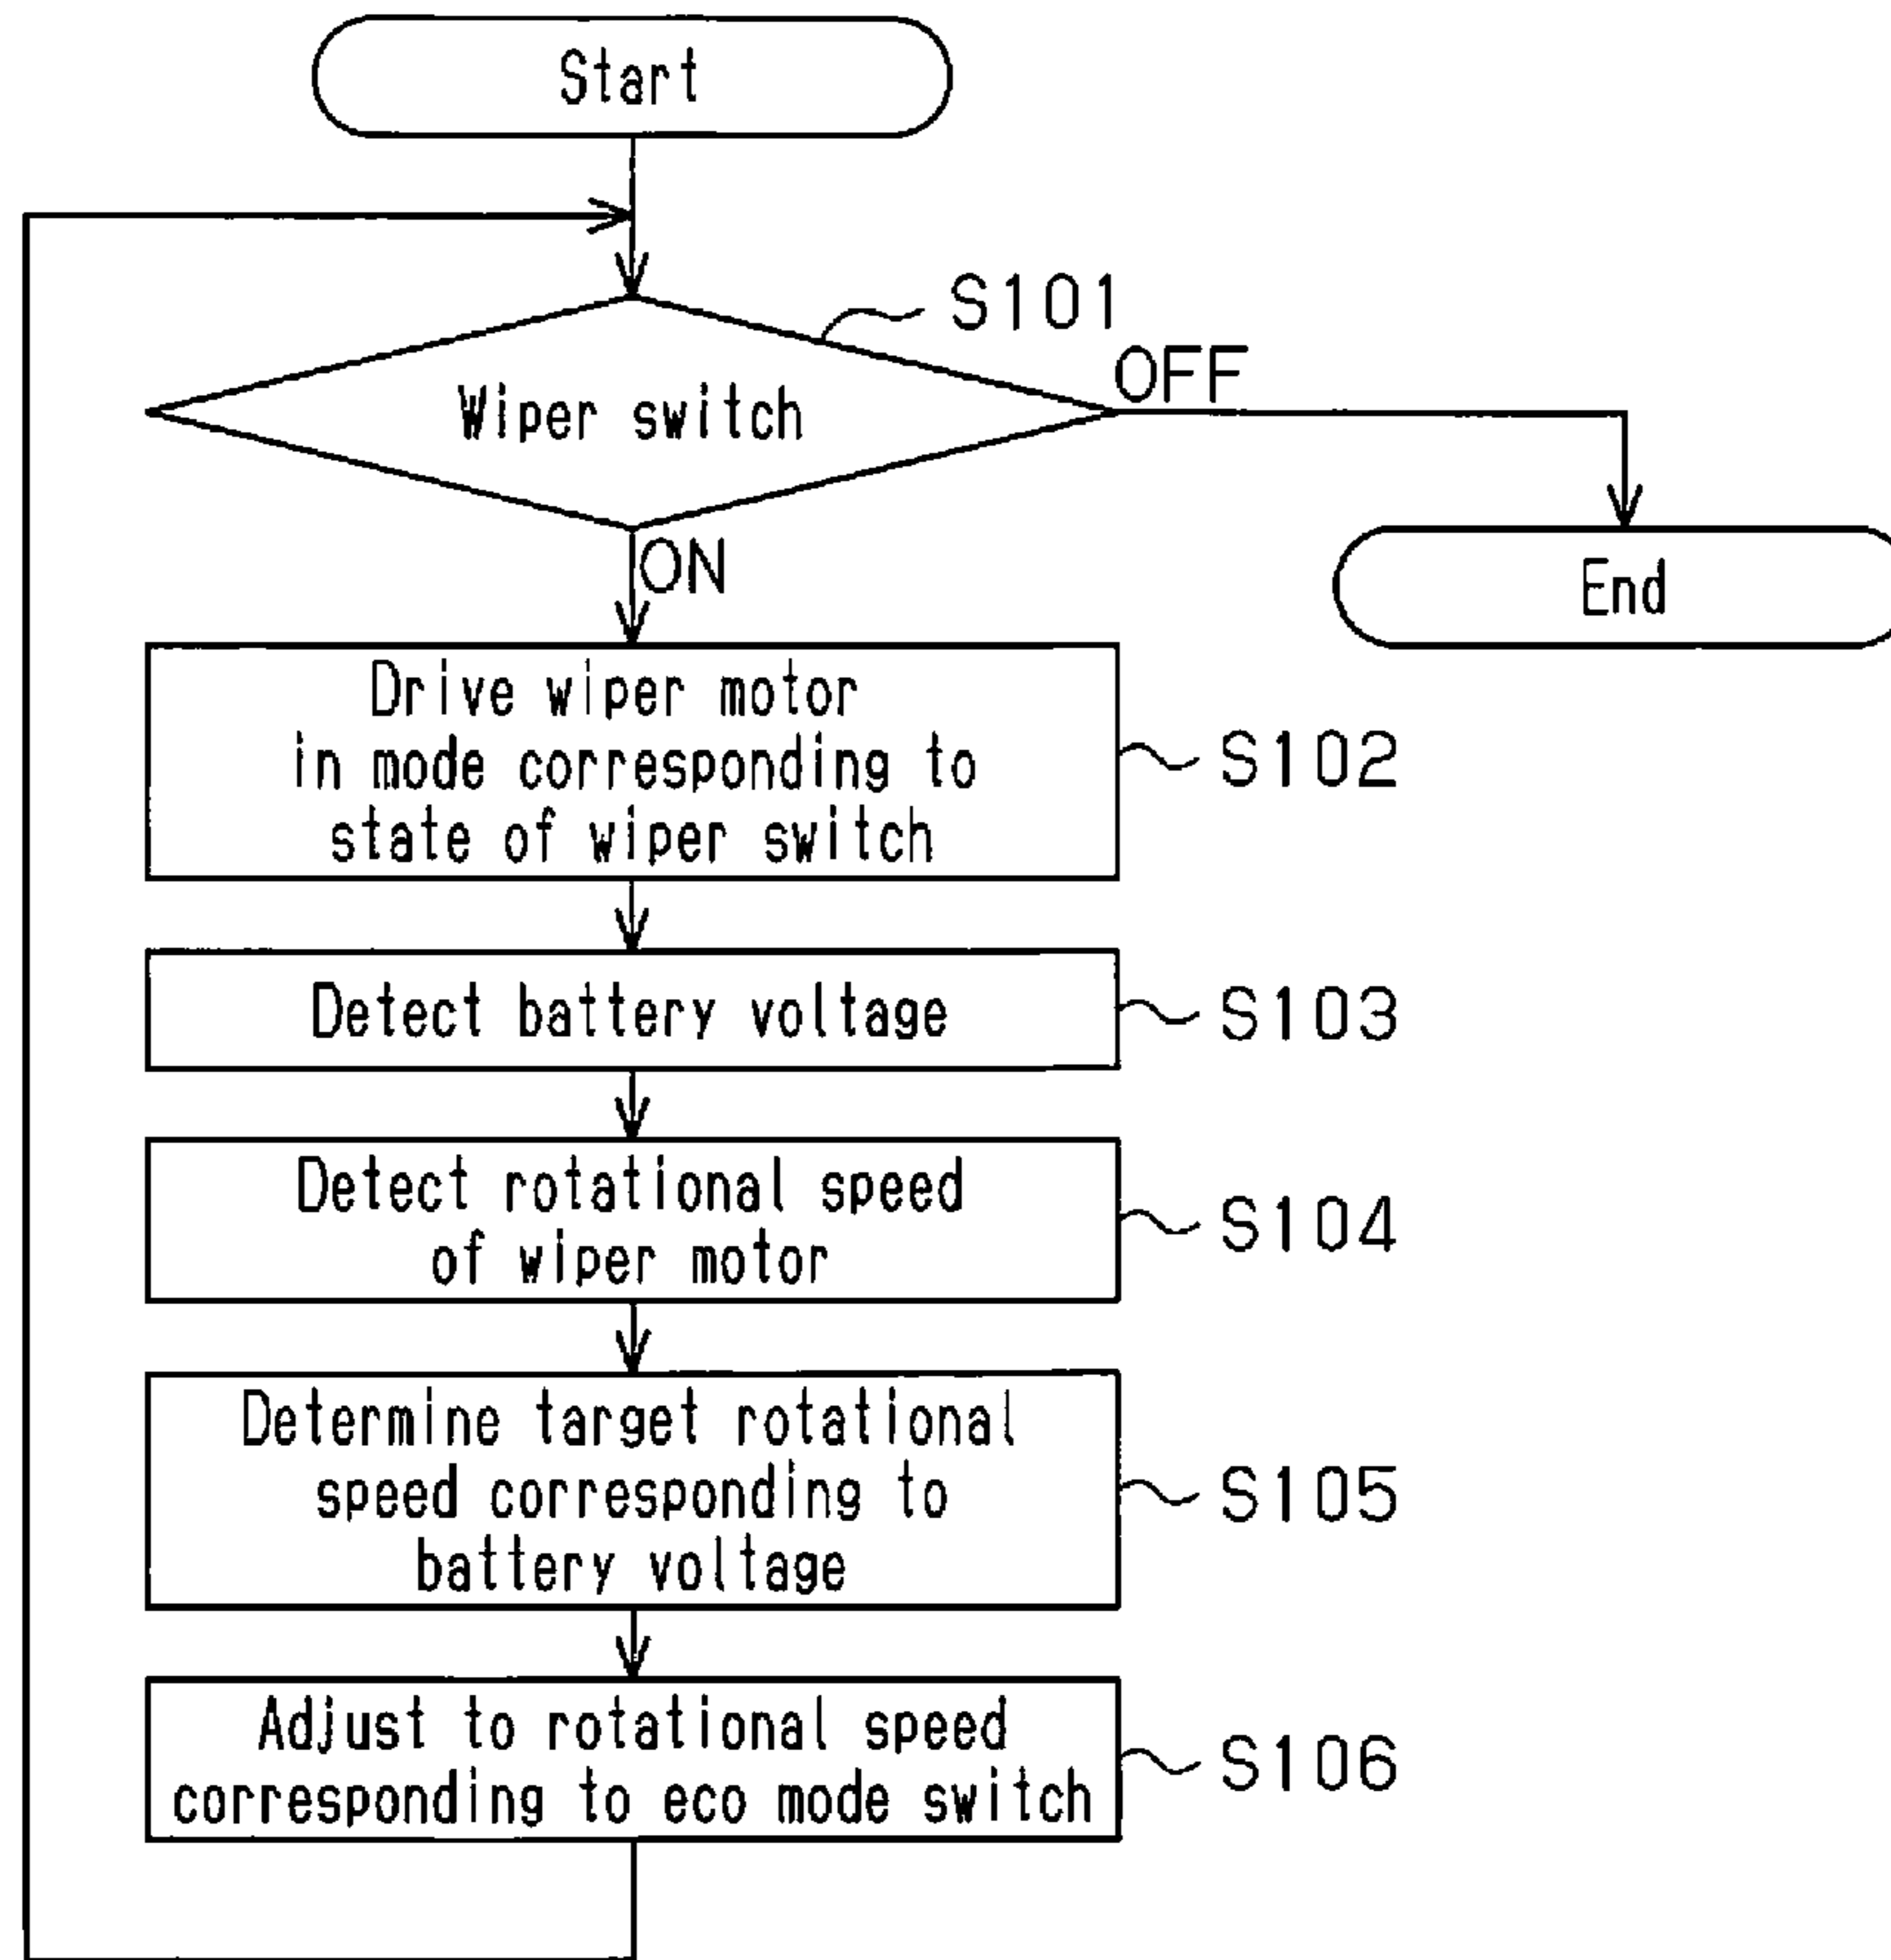 Start
S101
OFF
Wiper switch
ON
End
Drive wiper motor
in mode corresponding to
state of wiper switch
S102
Detect battery voltage
S103
Detect rotational speed
of wiper motor
S104
Determine target rotational
speed corresponding to
battery voltage
S105
Adjust to rotational speed
corresponding to eco mode switch
S106